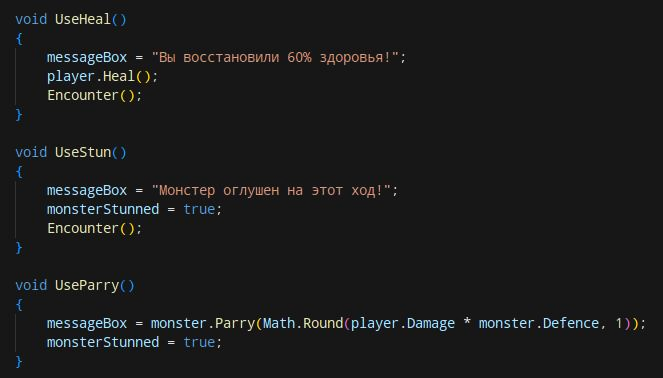 void UseHeal()
{
    messageBox = "Вы восстановили 60% здоровья!";
    player.Heal();
    Encounter();
}

void UseStun()
{
    messageBox = "Монстер оглушен на этот ход!";
    monsterStunned = true;
    Encounter();
}

void UseParry()
{
    messageBox = monster.Parry(Math.Round(player.Damage * monster.Defence, 1));
    monsterStunned = true;
}